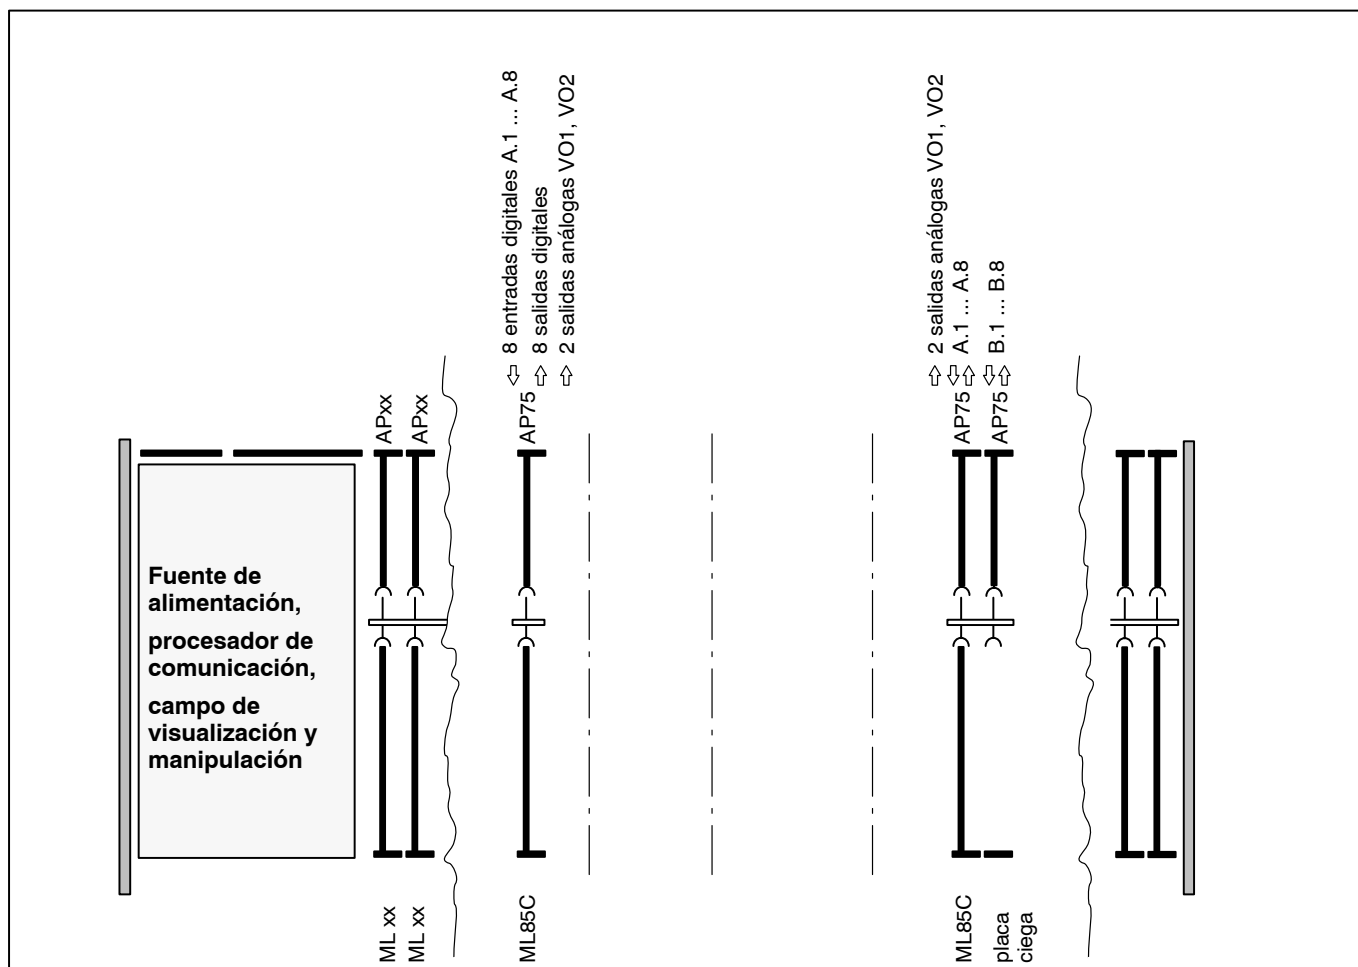 8 entradas digitales A.1 ... A.8
8 salidas digitales
2 salidas análogas VO1, VO2
2 salidas análogas VO1, VO2
A.1 ... A.8
B.1 ... B.8
APxx
APxx
AP75
AP75
AP75
Fuente de
alimentación,
procesador de
comunicación,
campo de
visualización y
manipulación
ML xx
ML xx
ML85C
ML85C
placa
ciega